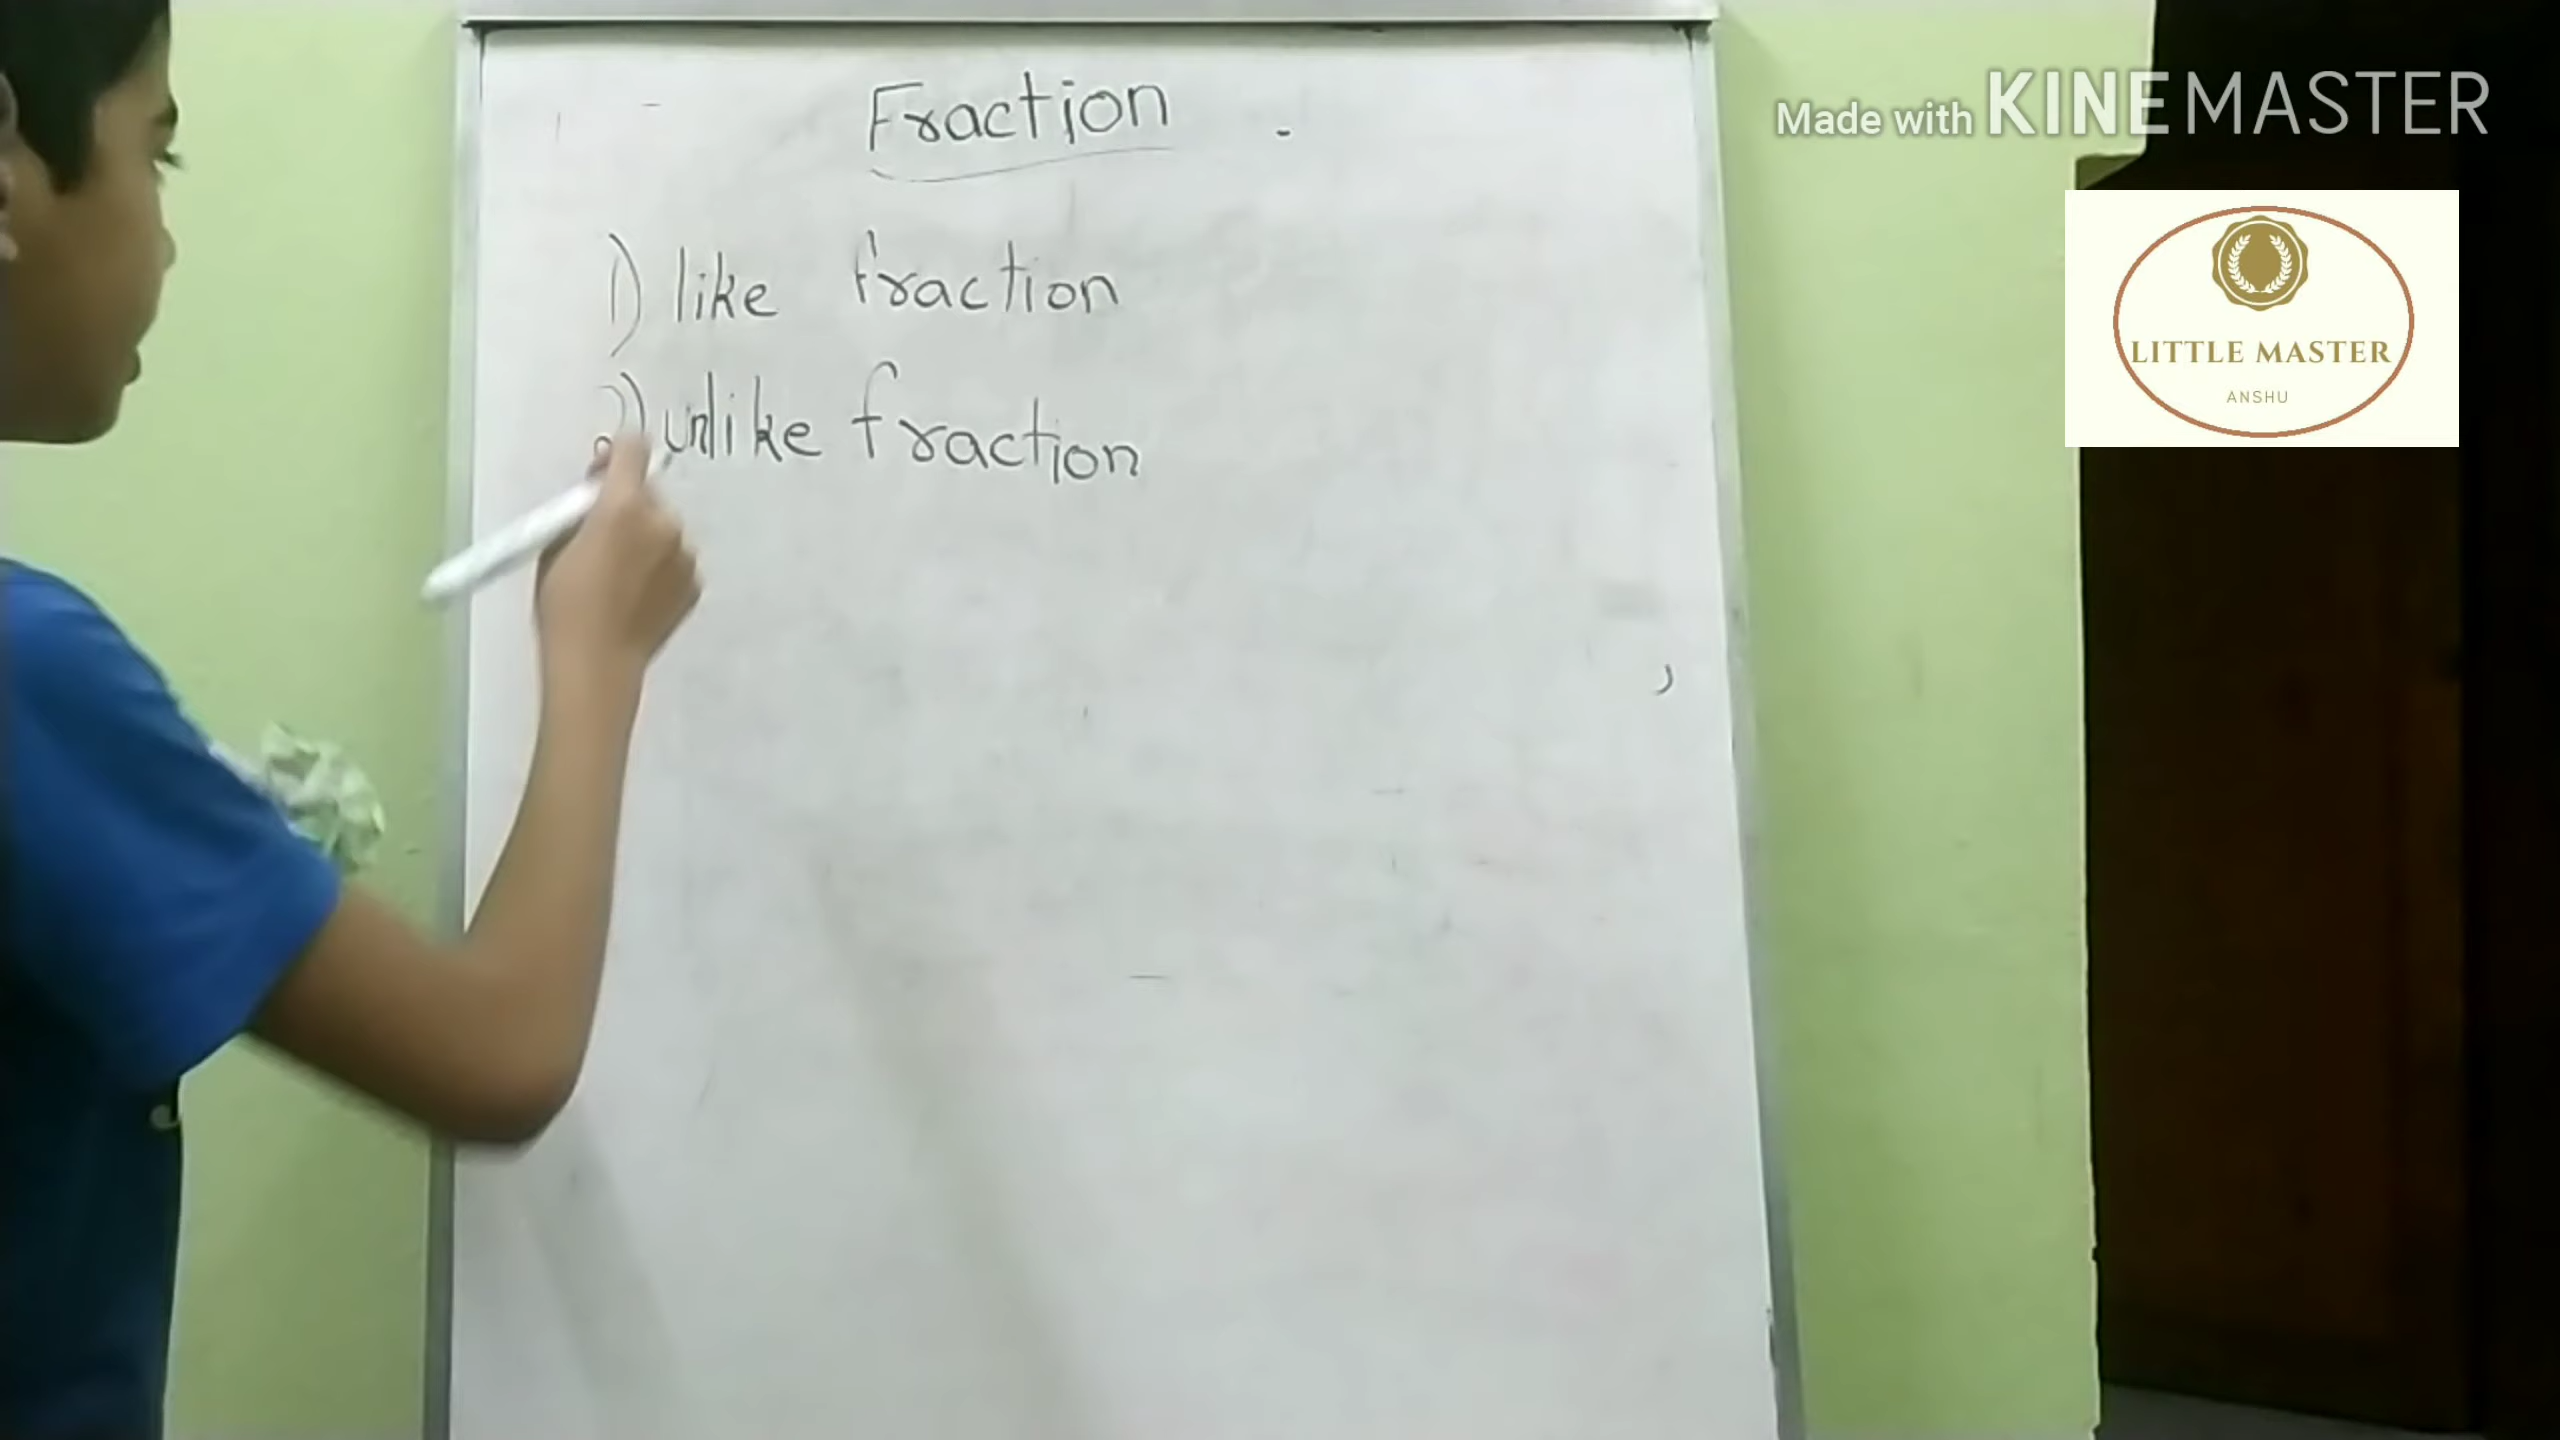 Fraction
Made with KINEMASTER
1) like fraction
LITTLE MASTER
ANSHU
2) unlike fraction